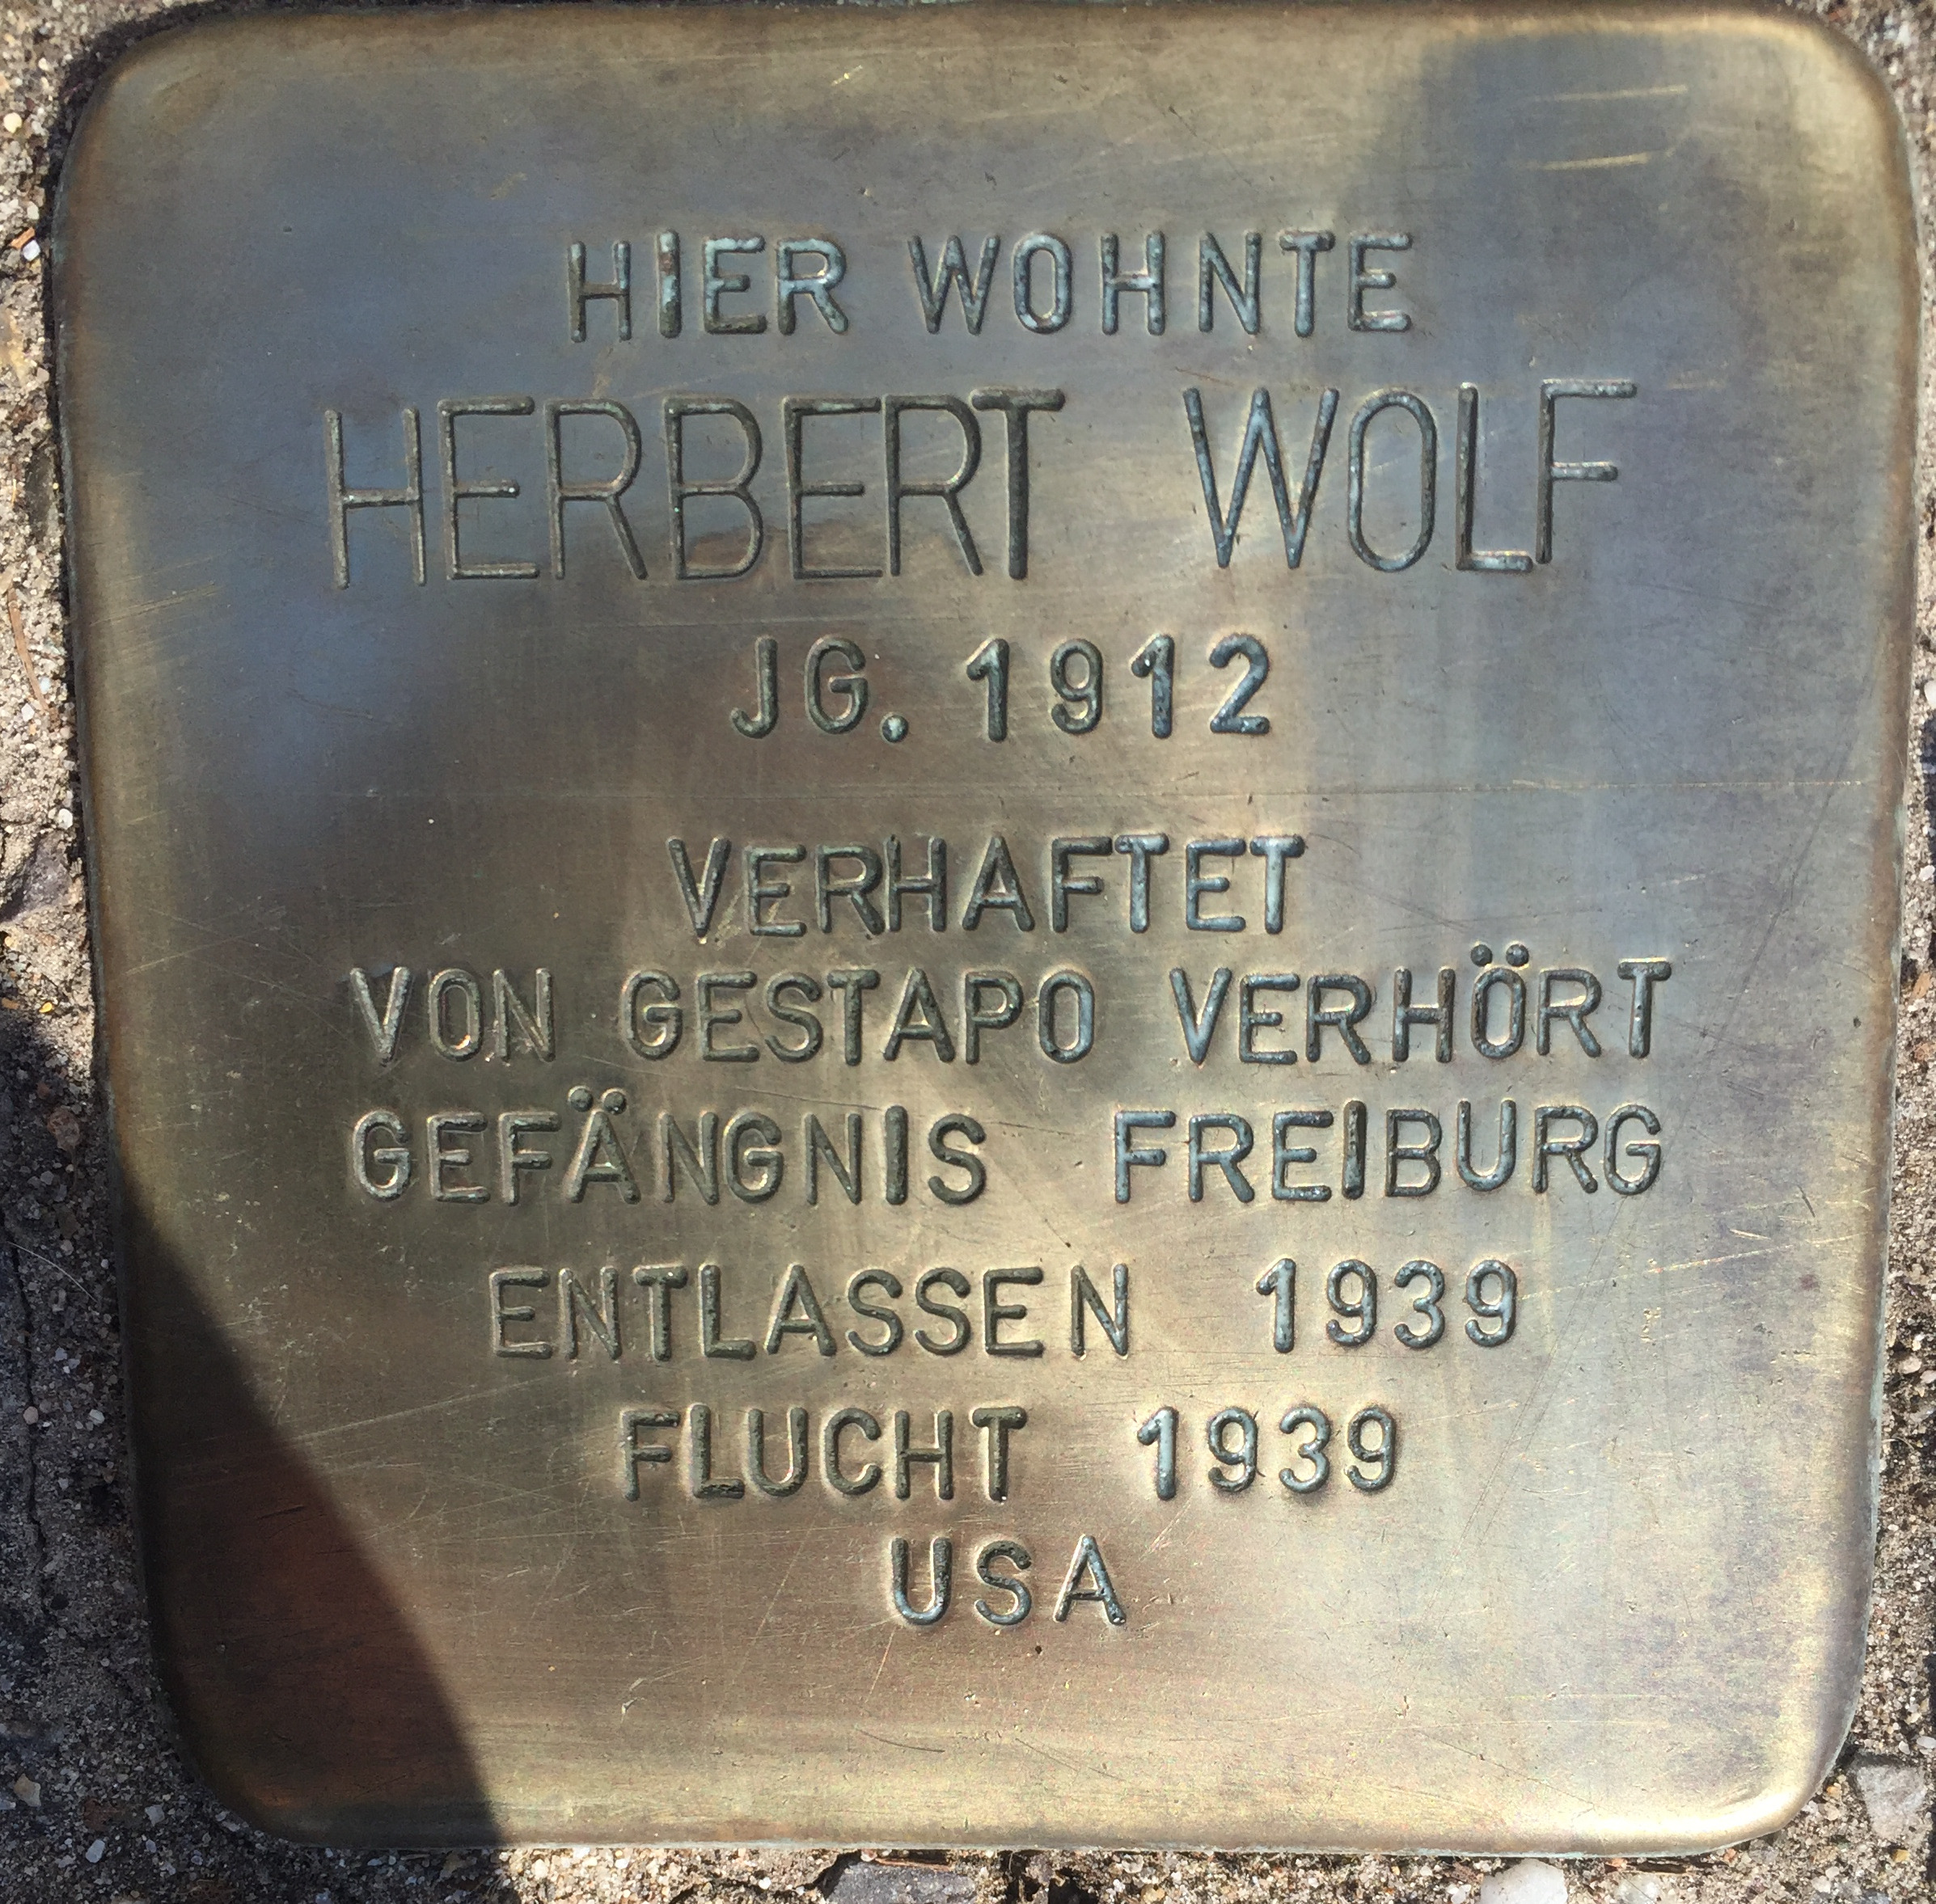 HIER WOHNTE
HERBERT WOLF
JG. 1912
VERHAFTET
VON GESTAPO VERHÖRT
GEFÄNGNIS FREIBURG
ENTLASSEN 1939
FLUCHT 1939
USA